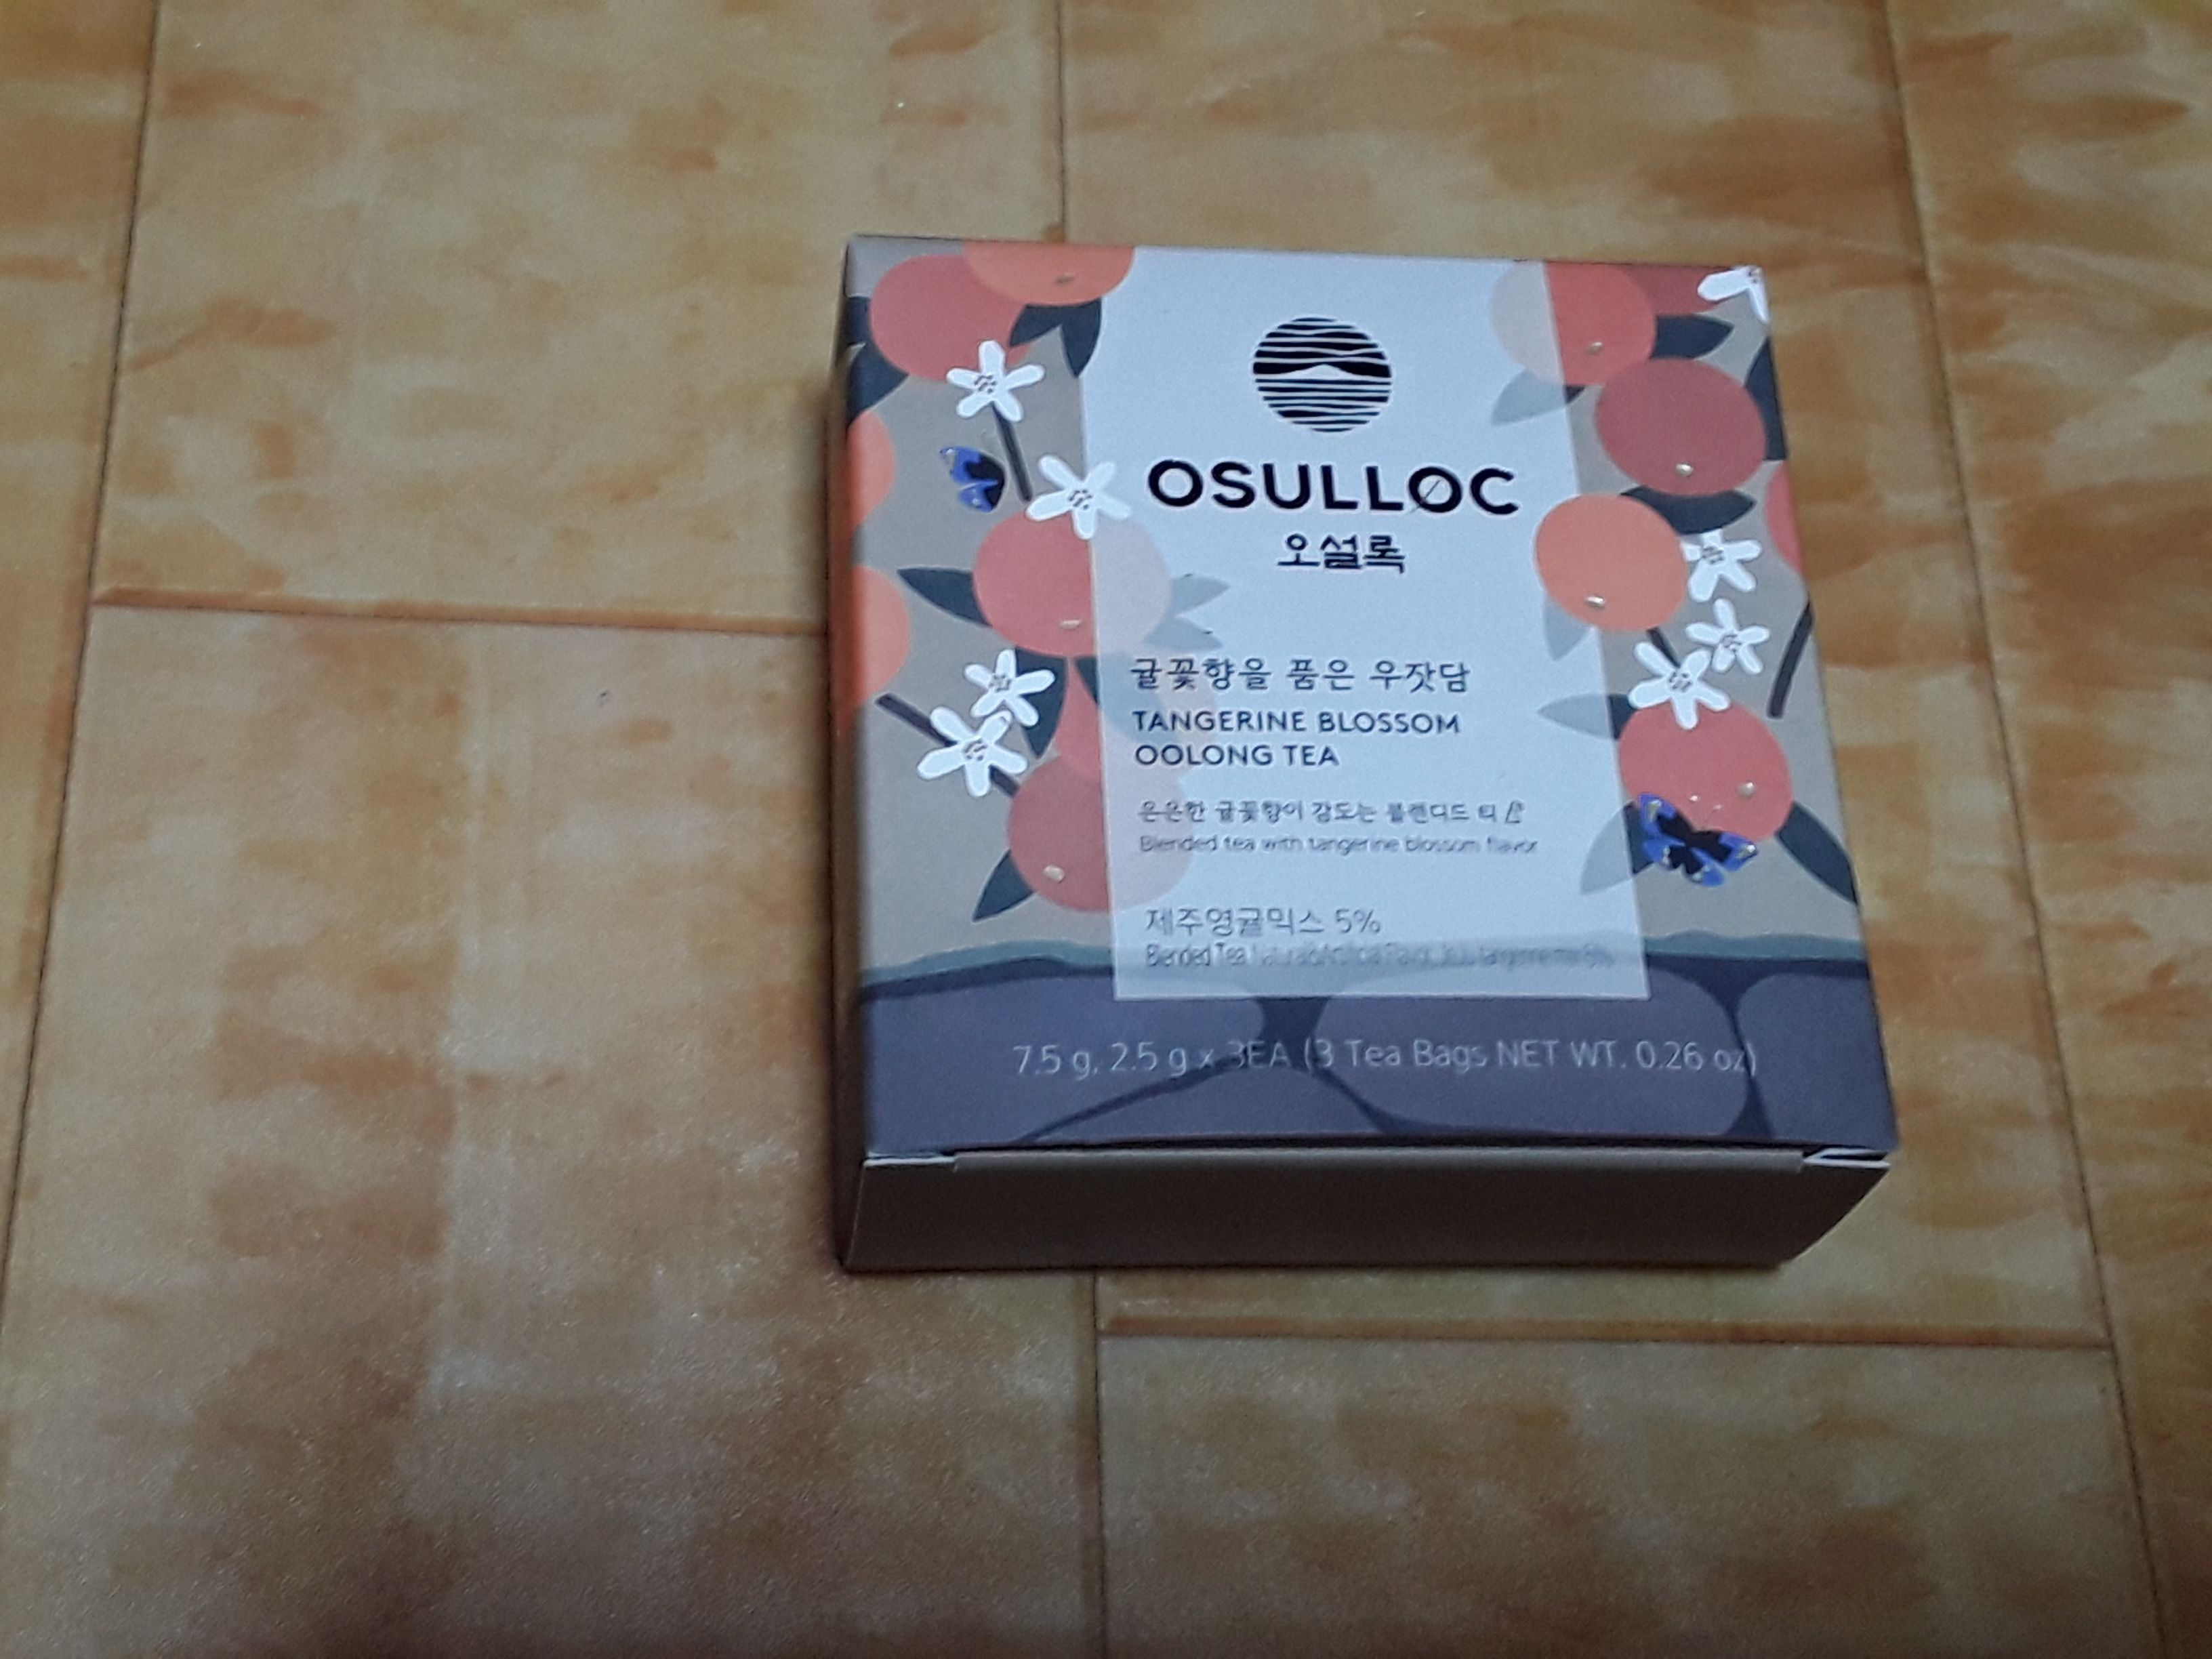 OSULLOC
오설록
귤꽃향을 품은 우잣담
TANGERINE BLOSSOM
OOLONG TEA
은은한 귤꽃향이 감도는 블렌디드 티
Blended tea with tangerine blossom flavor
제주영귤믹스 5%
Blended Tea
7.5 g, 2.5 g x 3EA (3 Tea Bags NET WT. 0.26 oz)